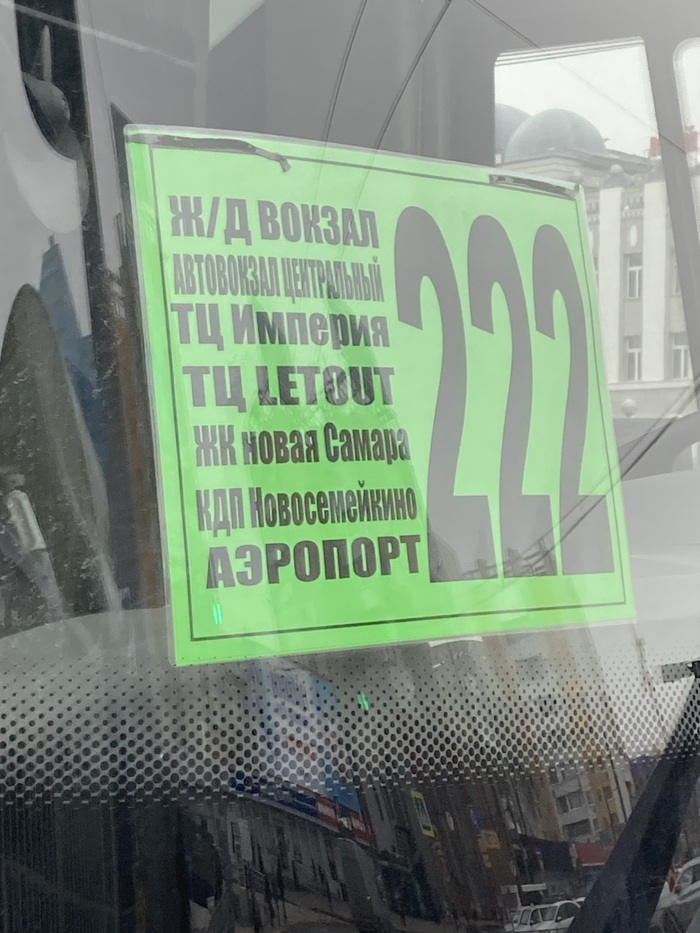 Ж/Д ВОКЗАЛ
АВТОВОКЗАЛ ЦЕНТРАЛЬНЫЙ
ТЦ Империя
ТЦ LETOUT
ЖК новая Самара
КДП Новосемейкино
АЭРОПОРТ
222